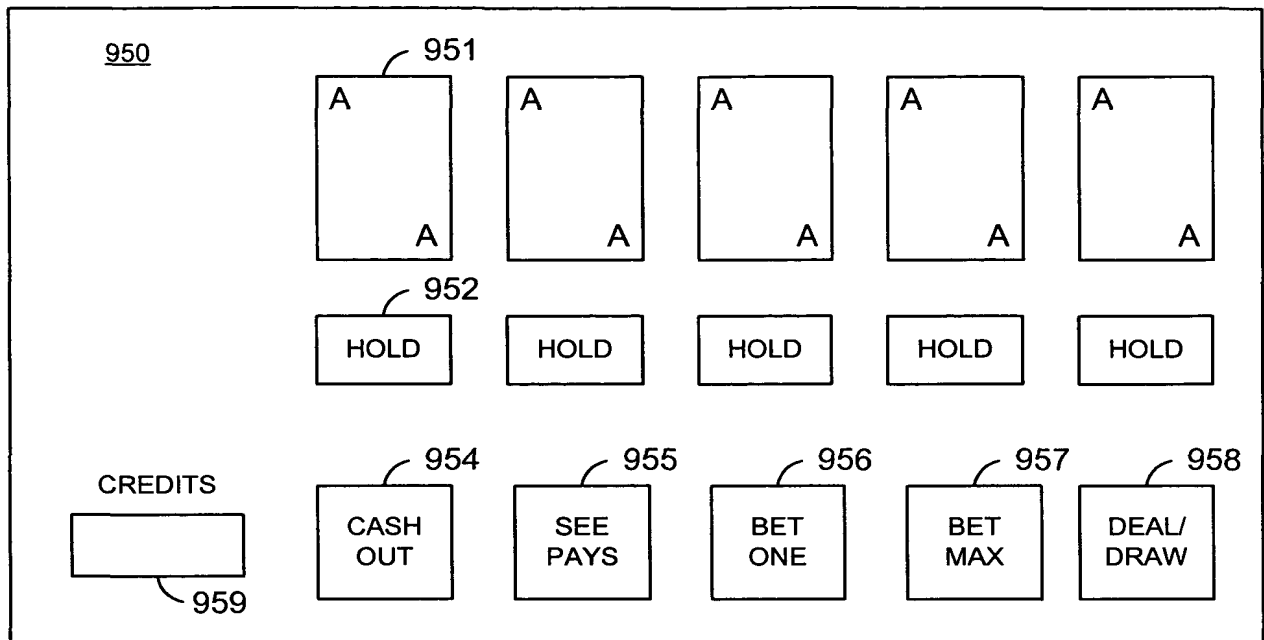 950
951
A A A A A
A A A A A
952
HOLD HOLD HOLD HOLD HOLD
954 955 956 957 958
CREDITS
CASH OUT
SEE PAYS
BET ONE
BET MAX
DEAL/ DRAW
959